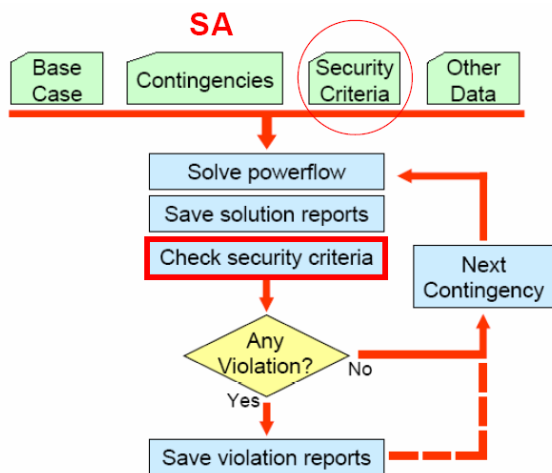 SA
Base
Case
Contingencies
Security
Criteria
Other
Data
Solve powerflow
Save solution reports
Check security criteria
Next
Contingency
Any
Violation?
No
Yes
Save violation reports